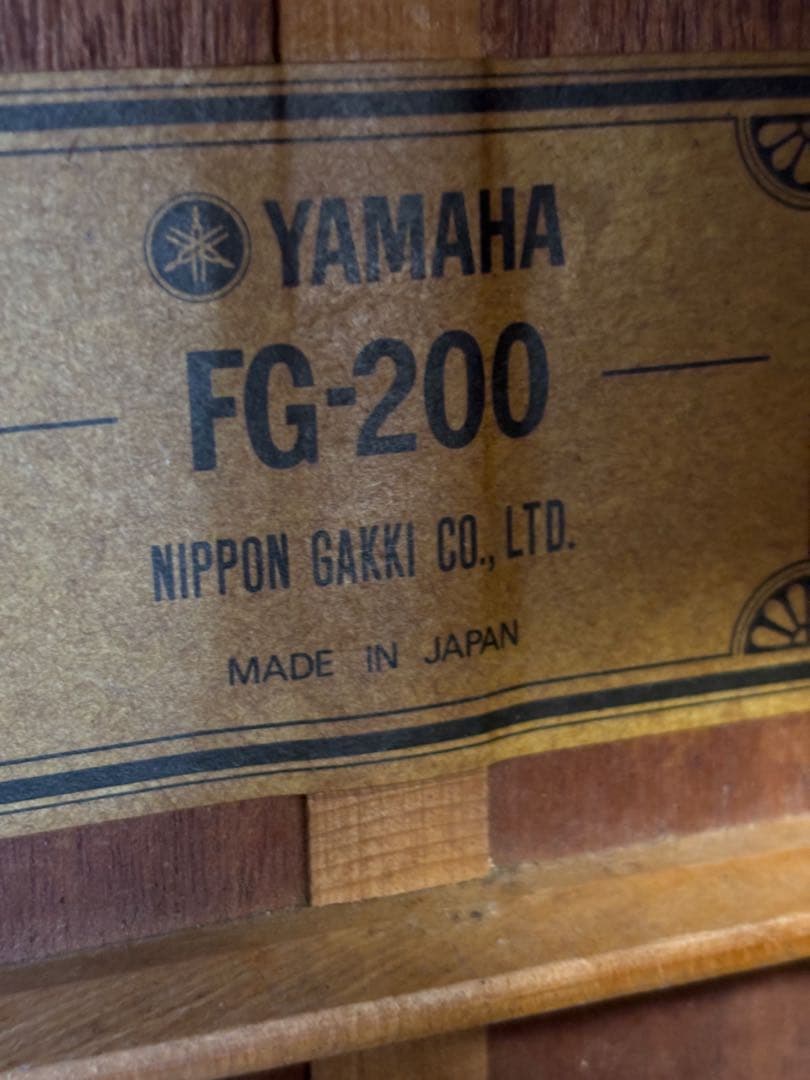 YAMAHA
FG-200
NIPPON GAKKI CO., LTD.
MADE IN JAPAN